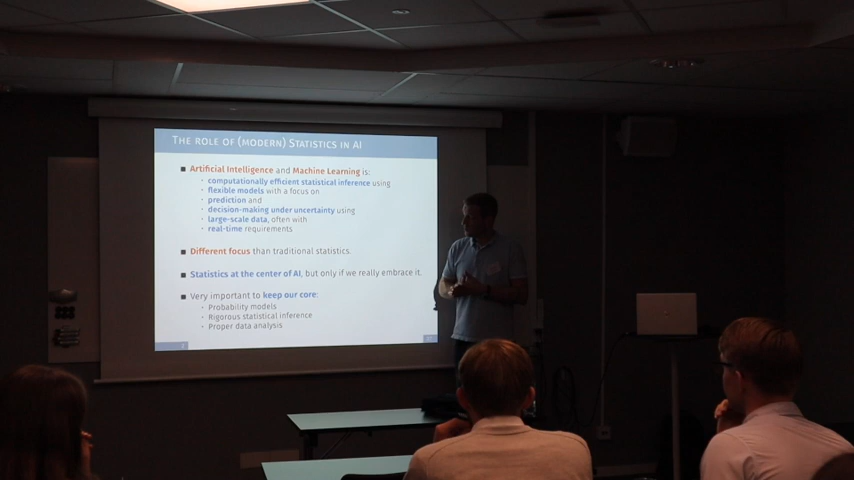 THE ROLE OF (MODERN) STATISTICS IN AI
Artificial Intelligence and Machine Learning is:
computationally efficient statistical inference using
flexible models with a focus on
prediction and
decision-making under uncertainty using
large-scale data, often with
real-time requirements
Different focus than traditional statistics.
Statistics at the center of AI, but only if we really embrace it.
Very important to keep our core:
Probability models
Rigorous statistical inference
Proper data analysis